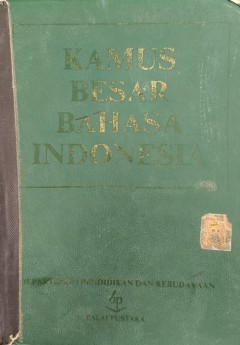 KAMUS
BESAR
BAHASA
INDONESIA
PENDIDIKAN DAN KEBUDAYAAN
BALAI PUSTAKA